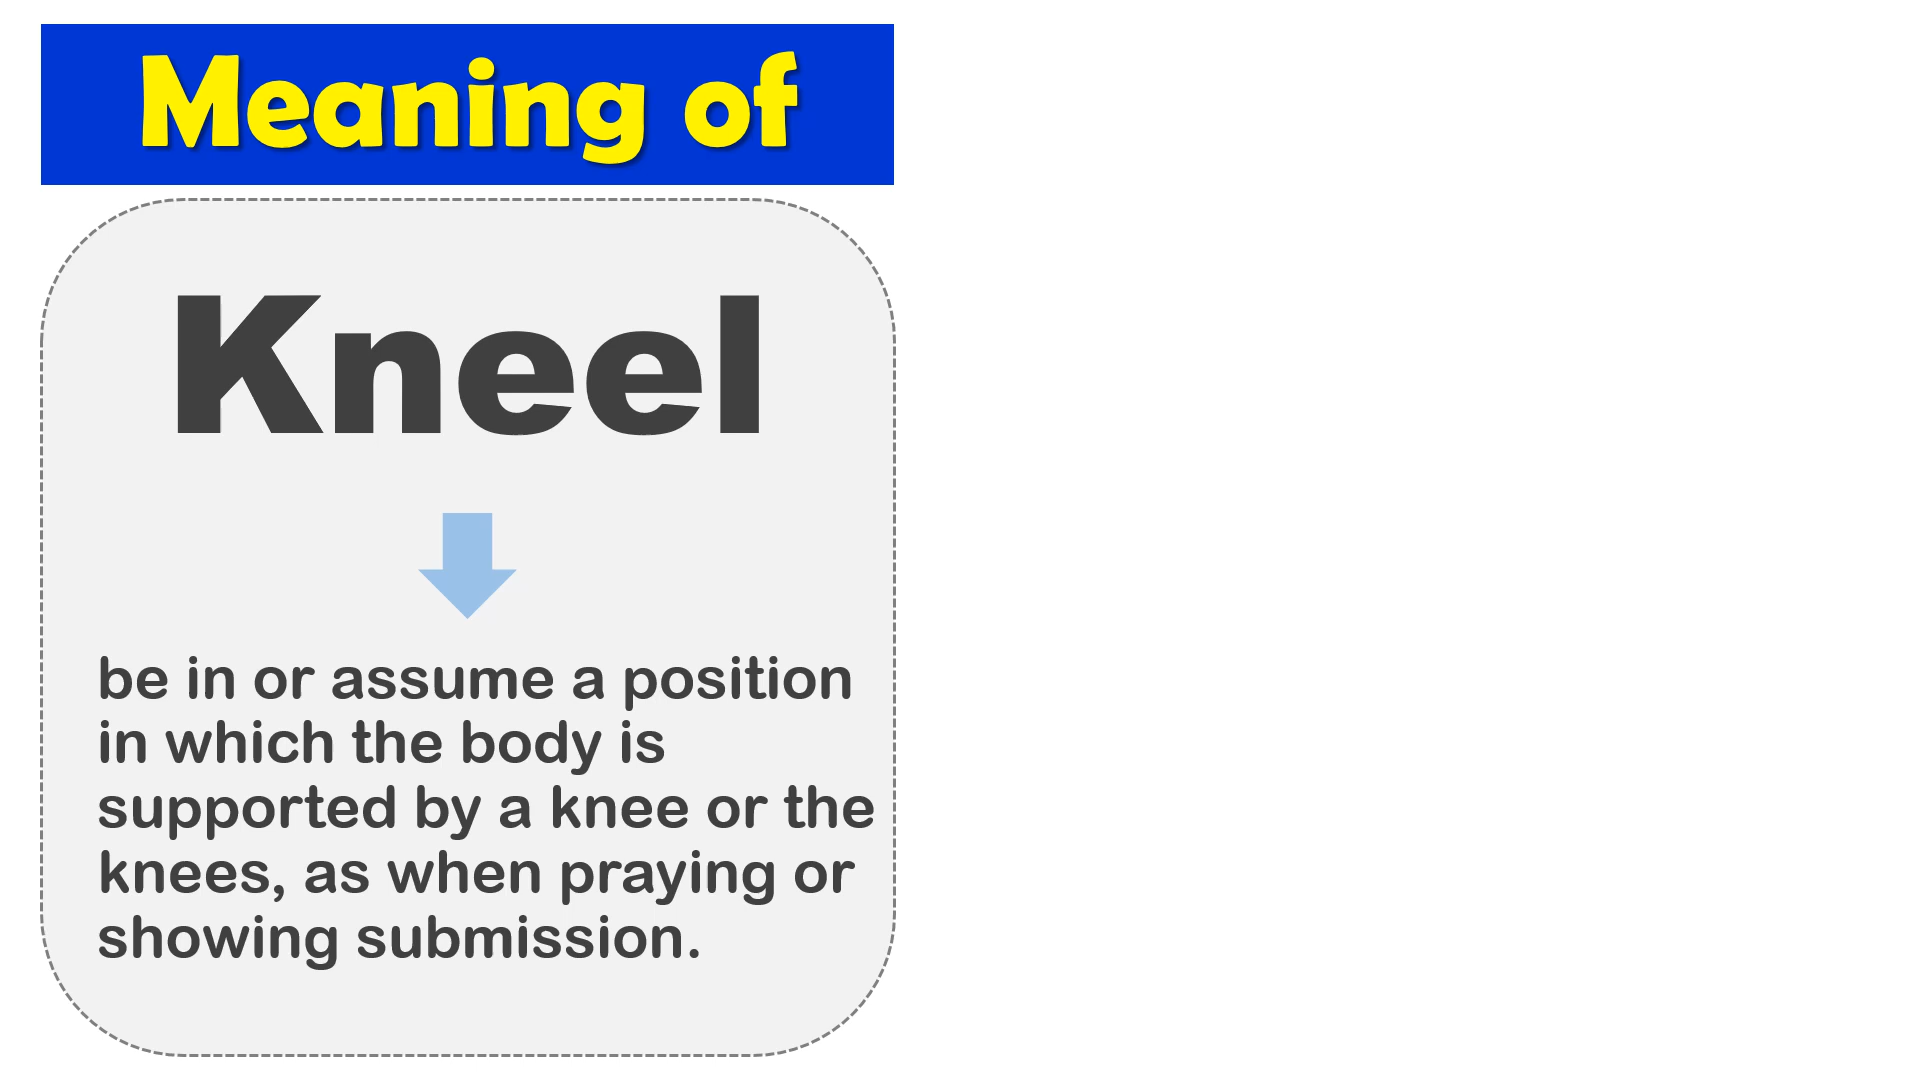 Meaning of
Kneel
be in or assume a position
in which the body is
supported by a knee or the
knees, as when praying or
showing submission.